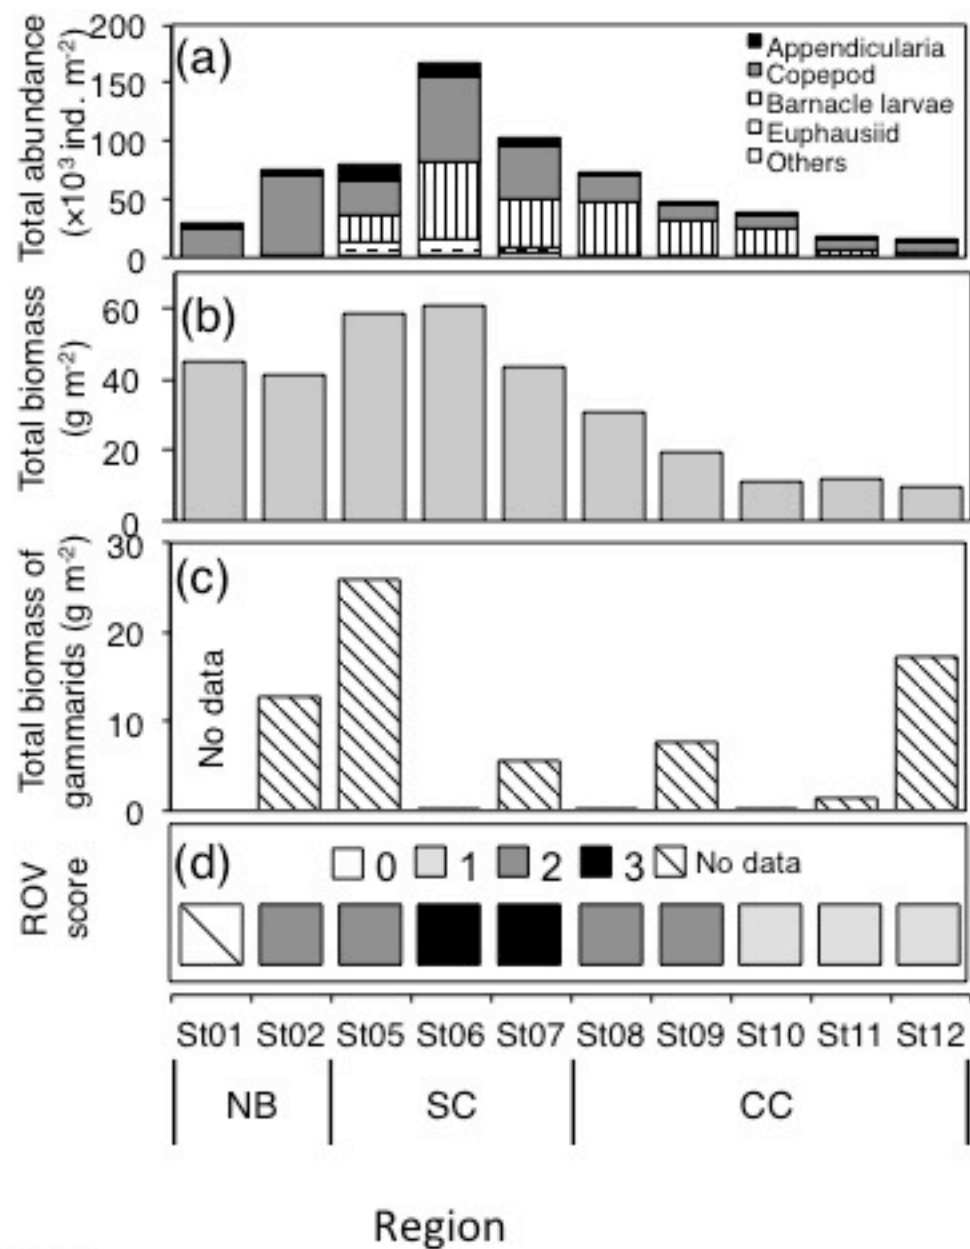 Total abundance
(×10³ ind. m⁻²)
200
150
100
50
0
(a)
Appendicularia
Copepod
Barnacle larvae
Euphausiid
Others
Total biomass
(g m⁻²)
60
40
20
0
(b)
Total biomass of
gammarids (g m⁻²)
30
20
10
0
(c)
No data
ROV
score
(d)
0 1 2 3 No data
St01 St02 St05 St06 St07 St08 St09 St10 St11 St12
NB SC CC
Region